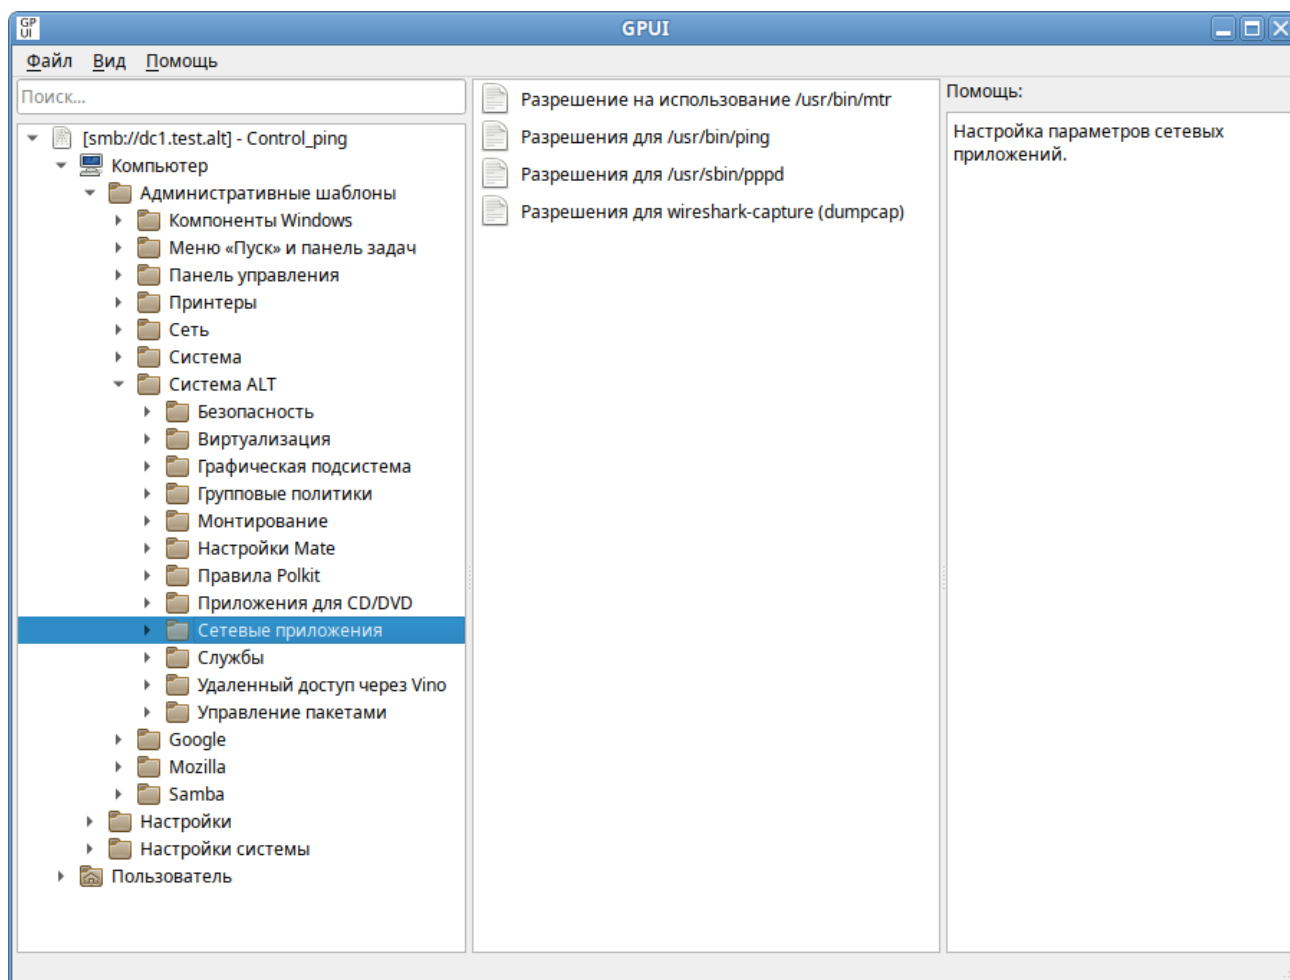 GP
UI
GPUI
Файл Вид Помощь
Поиск...
[smb://dc1.test.alt] - Control_ping
Компьютер
Административные шаблоны
Компоненты Windows
Меню «Пуск» и панель задач
Панель управления
Принтеры
Сеть
Система
Система ALT
Безопасность
Виртуализация
Графическая подсистема
Групповые политики
Монтирование
Настройки Mate
Правила Polkit
Приложения для CD/DVD
Сетевые приложения
Службы
Удаленный доступ через Vino
Управление пакетами
Google
Mozilla
Samba
Настройки
Настройки системы
Пользователь
Разрешение на использование /usr/bin/mtr
Разрешения для /usr/bin/ping
Разрешения для /usr/sbin/pppd
Разрешения для wireshark-capture (dumpcap)
Помощь:
Настройка параметров сетевых
приложений.